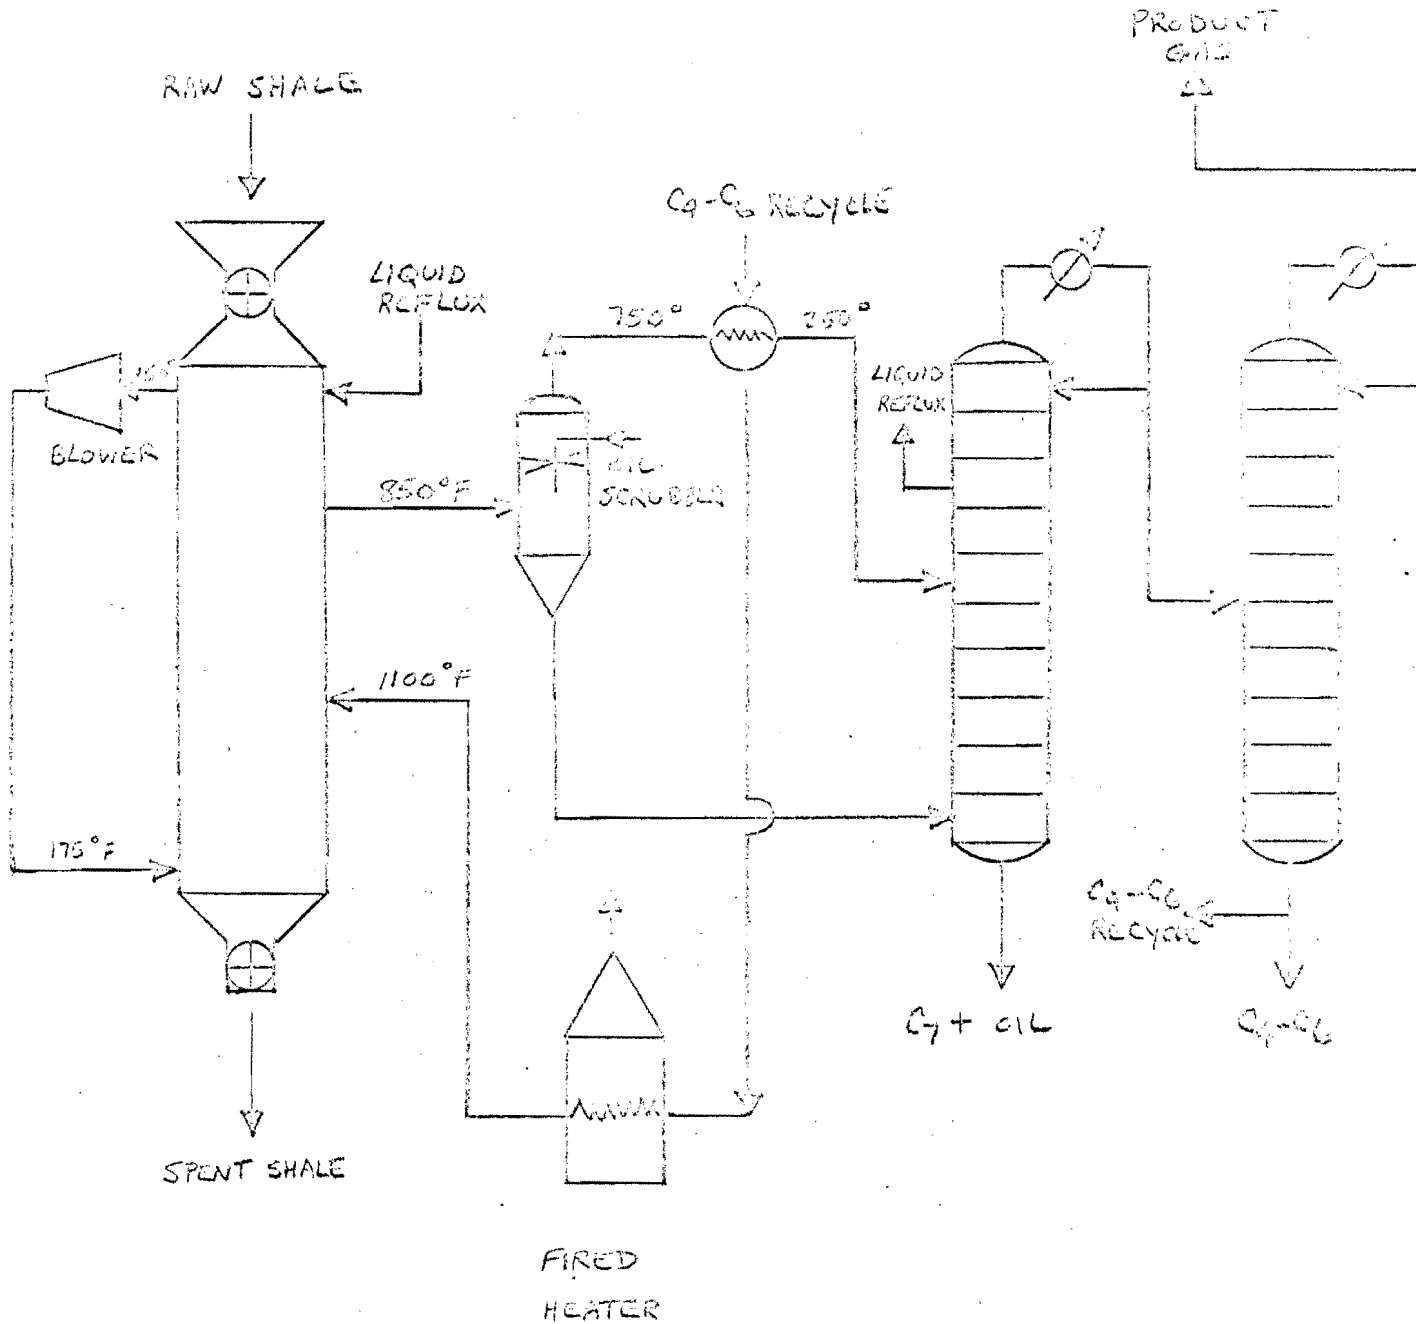 PRODUCT
GAS
RAW SHALE
C4-C6 RECYCLE
LIQUID
REFLUX
750°
250°
LIQUID
REFLUX
BLOWER
850°F
OIL
SCRUBBER
1100°F
175°F
C4-C6
RECYCLE
C7+ OIL
C4-C6
SPENT SHALE
FIRED
HEATER